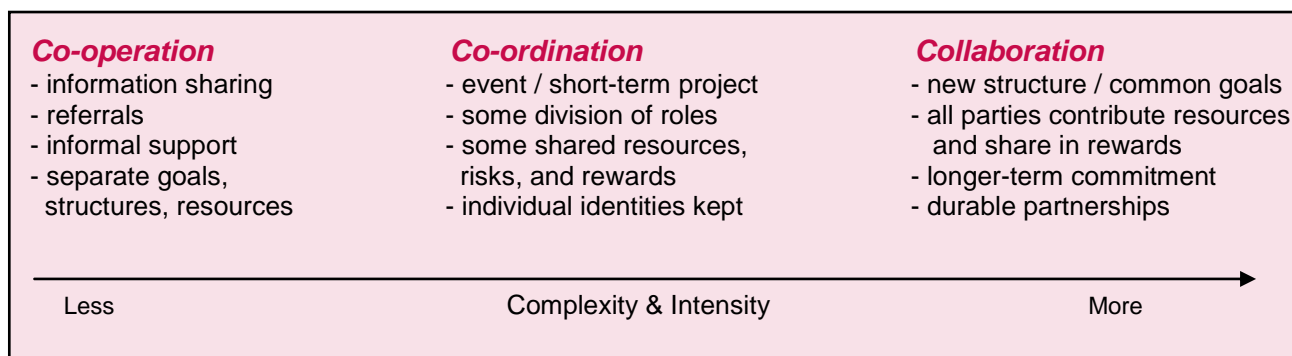 Co-operation
- information sharing
- referrals
- informal support
- separate goals,
structures, resources
Co-ordination
- event / short-term project
- some division of roles
- some shared resources,
risks, and rewards
- individual identities kept
Collaboration
- new structure / common goals
- all parties contribute resources
and share in rewards
- longer-term commitment
- durable partnerships
Less
Complexity & Intensity
More